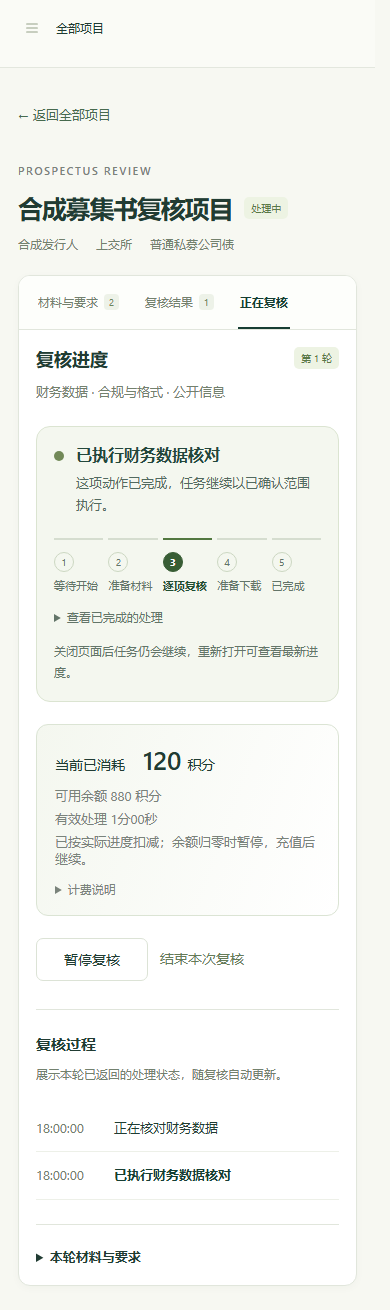 全部项目
← 返回全部项目
PROSPECTUS REVIEW
合成募集书复核项目 处理中
合成发行人 上交所 普通私募公司债
材料与要求 2 复核结果 1 正在复核
复核进度 第 1 轮
财务数据 · 合规与格式 · 公开信息
已执行财务数据核对
这项动作已完成，任务继续以已确认范围
执行。
1 2 3 4 5
等待开始 准备材料 逐项复核 准备下载 已完成
▶ 查看已完成的处理
关闭页面后任务仍会继续，重新打开可查看最新进
度。
当前已消耗 120 积分
可用余额 880 积分
有效处理 1分00秒
已按实际进度扣减；余额归零时暂停，充值后
继续。
▶ 计费说明
暂停复核 结束本次复核
复核过程
展示本轮已返回的处理状态，随复核自动更新。
18:00:00 正在核对财务数据
18:00:00 已执行财务数据核对
▶ 本轮材料与要求